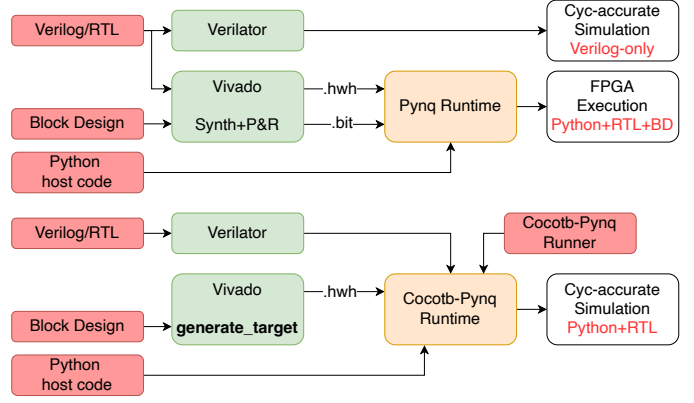 Verilog/RTL
Verilator
Cyc-accurate
Simulation
Verilog-only
Vivado
Synth+P&R
.hwh
.bit
Pynq Runtime
FPGA
Execution
Python+RTL+BD
Block Design
Python
host code
Verilog/RTL
Verilator
Cocotb-Pynq
Runner
Vivado
generate_target
.hwh
Cocotb-Pynq
Runtime
Cyc-accurate
Simulation
Python+RTL
Block Design
Python
host code